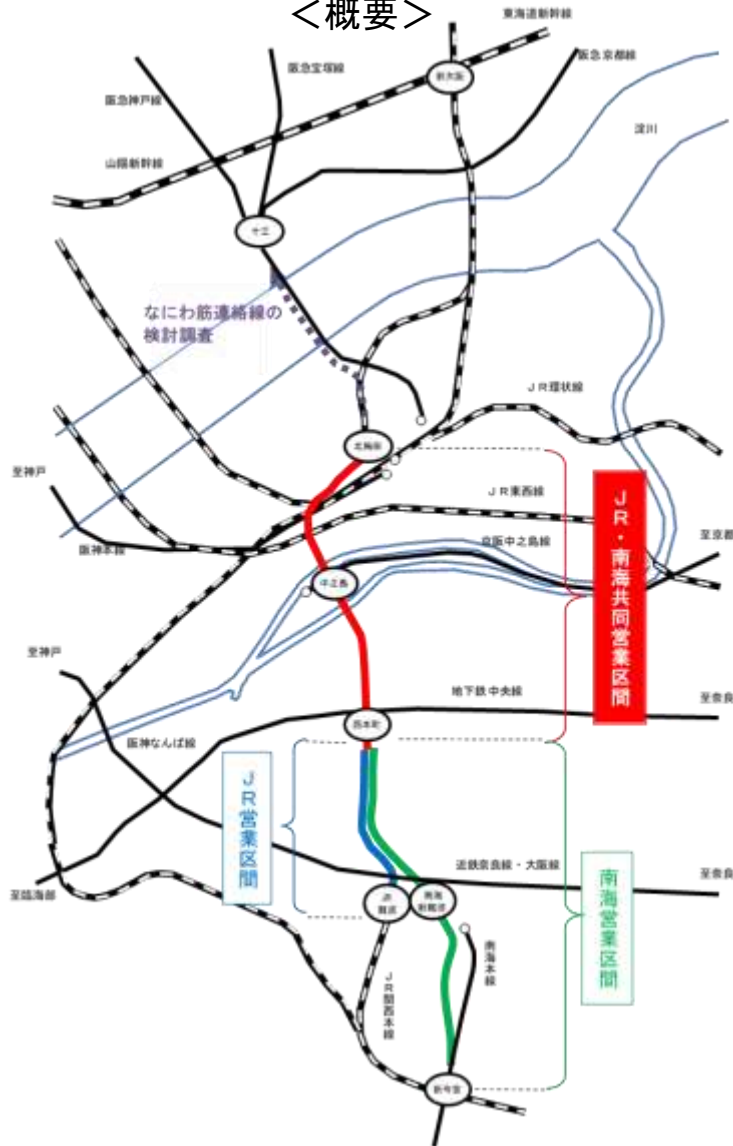 ＜概要＞
東海道新幹線
阪急宝塚線
新大阪
阪急京都線
阪急神戸線
淀川
山陽新幹線
十三
なにわ筋連絡線の
検討調査
JR環状線
北梅田
至神戸
JR東西線
JR・南海共同営業区間
阪神本線
京阪中之島線
至京都
中之島
至神戸
地下鉄中央線
至奈良
西本町
阪神なんば線
JR営業区間
近鉄奈良線・大阪線
至奈良
南海営業区間
至臨海部
JR
難波
南海
新難波
南海本線
JR関西本線
新今宮